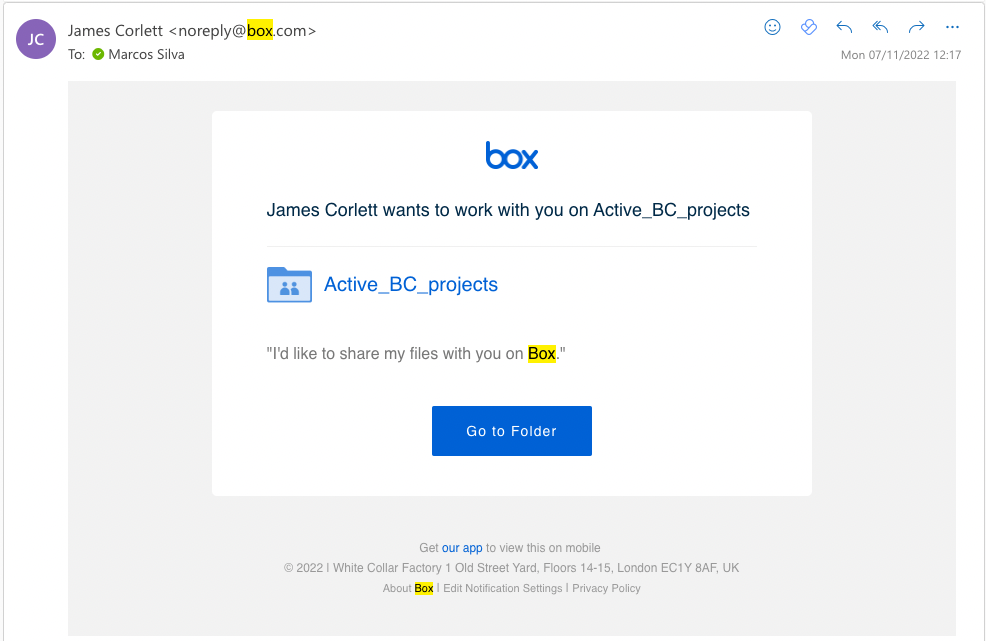 JC
James Corlett <noreply@box.com>
To: Marcos Silva
Mon 07/11/2022 12:17
box
James Corlett wants to work with you on Active_BC_projects
Active_BC_projects
"I'd like to share my files with you on Box."
Go to Folder
Get our app to view this on mobile
© 2022 | White Collar Factory 1 Old Street Yard, Floors 14-15, London EC1Y 8AF, UK
About Box | Edit Notification Settings | Privacy Policy